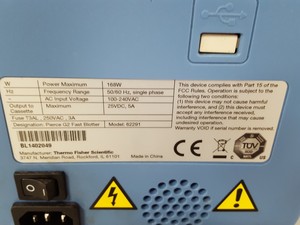 W Power Maximum 168W
Hz Frequency Range 50/60 Hz, single phase
~ AC Input Voltage 100-240VAC
Output to Cassette 25VDC, 5A
Fuse T5AL, 250VAC, 5A
Designation: Pierce G2 Fast Blotter Model: 62291
BL1402049
Manufacturer: Thermo Fisher Scientific
3747 N. Meridian Road, Rockford, IL 61101
This device complies with Part 15 of the
FCC Rules. Operation is subject to the
following two conditions:
(1) this device may not cause harmful
interference, and (2) this device must
accept any interference received,
including interference that may cause
undesired operation.
Warranty VOID if serial number removed
Made in China
CE
TUV